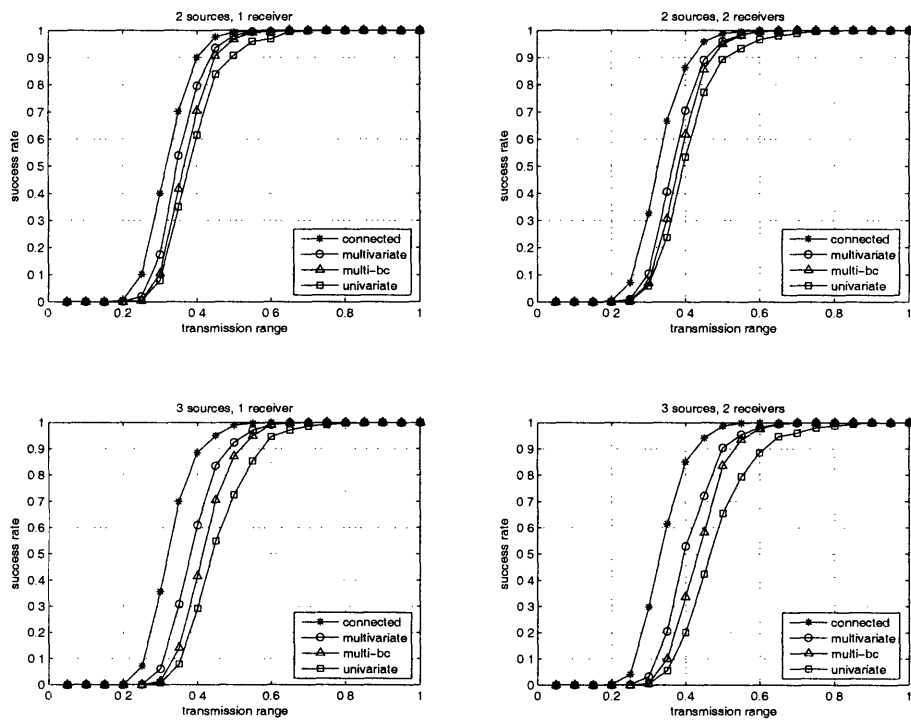 2 sources, 1 receiver
1
0.9
0.8
0.7
0.6
0.5
0.4
0.3
0.2
0.1
0
success rate
0 0.2 0.4 0.6 0.8 1
transmission range
connected
multivariate
multi-bc
univariate
2 sources, 2 receivers
1
0.9
0.8
0.7
0.6
0.5
0.4
0.3
0.2
0.1
0
success rate
0 0.2 0.4 0.6 0.8 1
transmission range
connected
multivariate
multi-bc
univariate
3 sources, 1 receiver
1
0.9
0.8
0.7
0.6
0.5
0.4
0.3
0.2
0.1
0
success rate
0 0.2 0.4 0.6 0.8 1
transmission range
connected
multivariate
multi-bc
univariate
3 sources, 2 receivers
1
0.9
0.8
0.7
0.6
0.5
0.4
0.3
0.2
0.1
0
success rate
0 0.2 0.4 0.6 0.8 1
transmission range
connected
multivariate
multi-bc
univariate